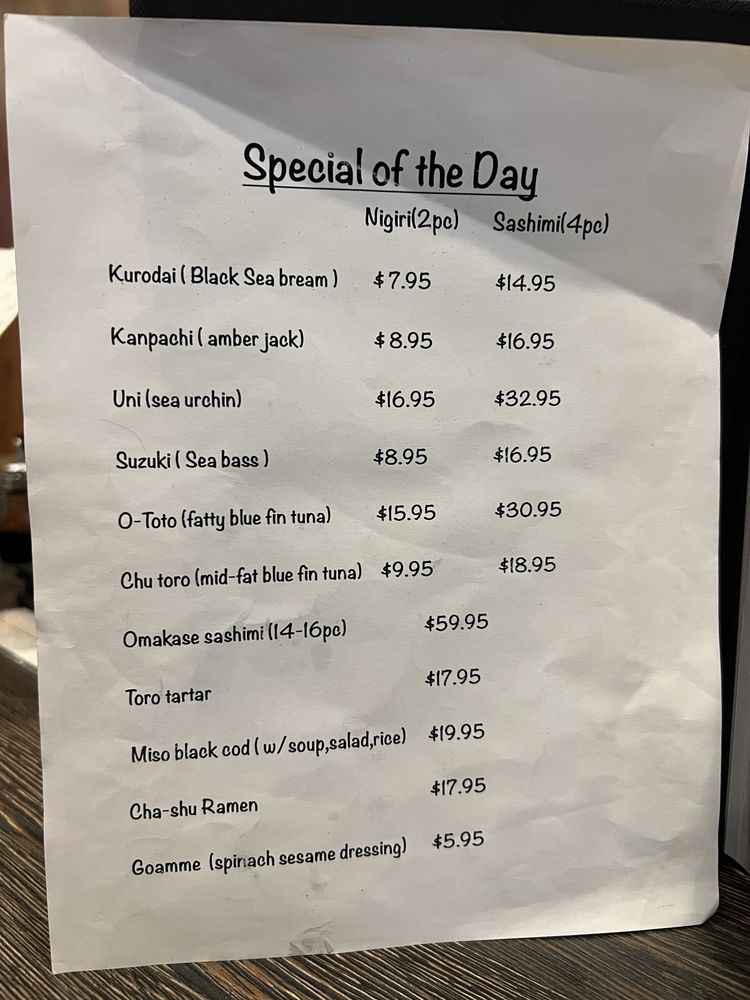 Special of the Day
Nigiri(2pc) Sashimi(4pc)
Kurodai ( Black Sea bream ) $7.95 $14.95
Kanpachi ( amber jack) $8.95 $16.95
Uni (sea urchin) $16.95 $32.95
Suzuki ( Sea bass ) $8.95 $16.95
O-Toto (fatty blue fin tuna) $15.95 $30.95
Chu toro (mid-fat blue fin tuna) $9.95 $18.95
Omakase sashimi (14-16pc) $59.95
Toro tartar $17.95
Miso black cod ( w/soup,salad,rice) $19.95
Cha-shu Ramen $17.95
Goamme (spinach sesame dressing) $5.95